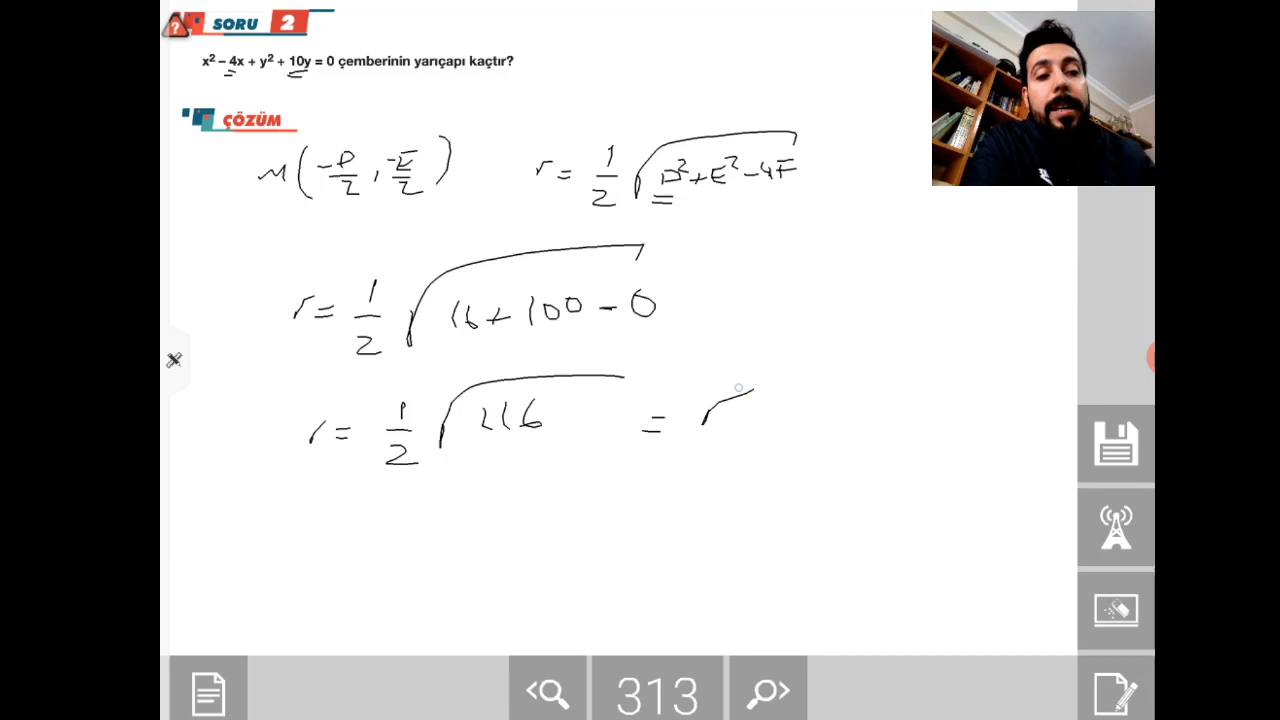 SORU 2
x² – 4x + y² + 10y = 0 çemberinin yarıçapı kaçtır?
ÇÖZÜM
M(-D/2, -E/2) r = 1/2 √(D²+E²-4F)
r = 1/2 √(16+100-0)
r = 1/2 √116 = r
313